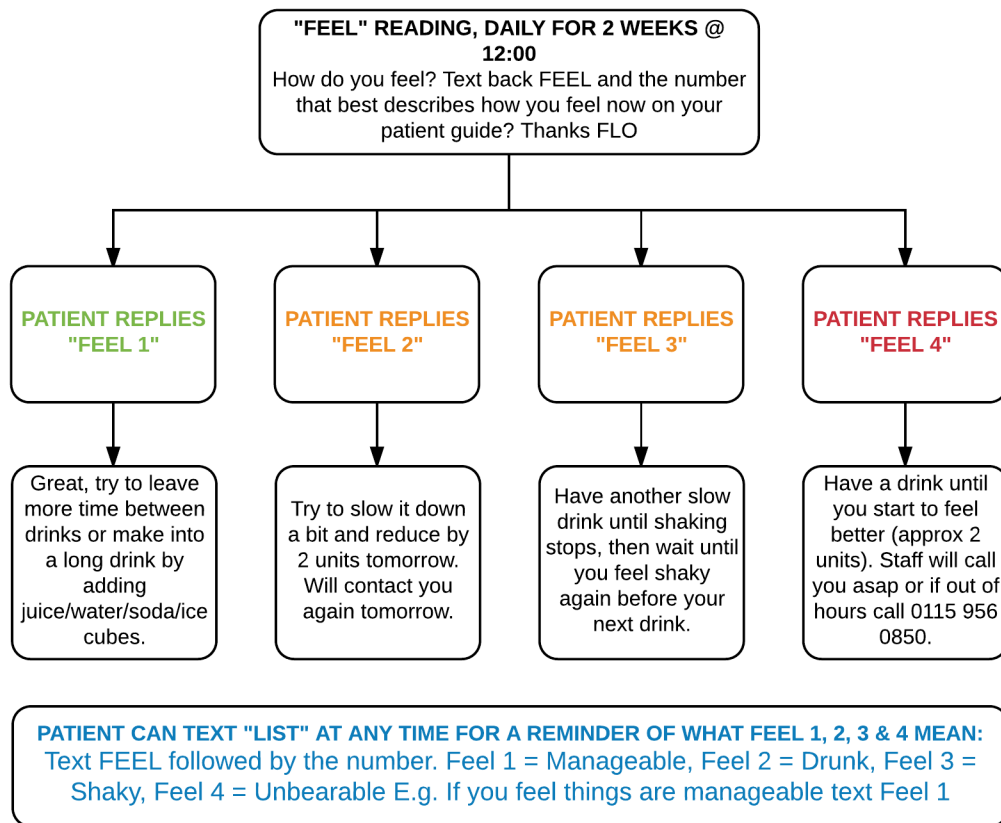 "FEEL" READING, DAILY FOR 2 WEEKS @
12:00
How do you feel? Text back FEEL and the number
that best describes how you feel now on your
patient guide? Thanks FLO
PATIENT REPLIES
"FEEL 1"
PATIENT REPLIES
"FEEL 2"
PATIENT REPLIES
"FEEL 3"
PATIENT REPLIES
"FEEL 4"
Great, try to leave
more time between
drinks or make into
a long drink by
adding
juice/water/soda/ice
cubes.
Try to slow it down
a bit and reduce by
2 units tomorrow.
Will contact you
again tomorrow.
Have another slow
drink until shaking
stops, then wait until
you feel shaky
again before your
next drink.
Have a drink until
you start to feel
better (approx 2
units). Staff will call
you asap or if out of
hours call 0115 956
0850.
PATIENT CAN TEXT "LIST" AT ANY TIME FOR A REMINDER OF WHAT FEEL 1, 2, 3 & 4 MEAN:
Text FEEL followed by the number. Feel 1 = Manageable, Feel 2 = Drunk, Feel 3 =
Shaky, Feel 4 = Unbearable E.g. If you feel things are manageable text Feel 1